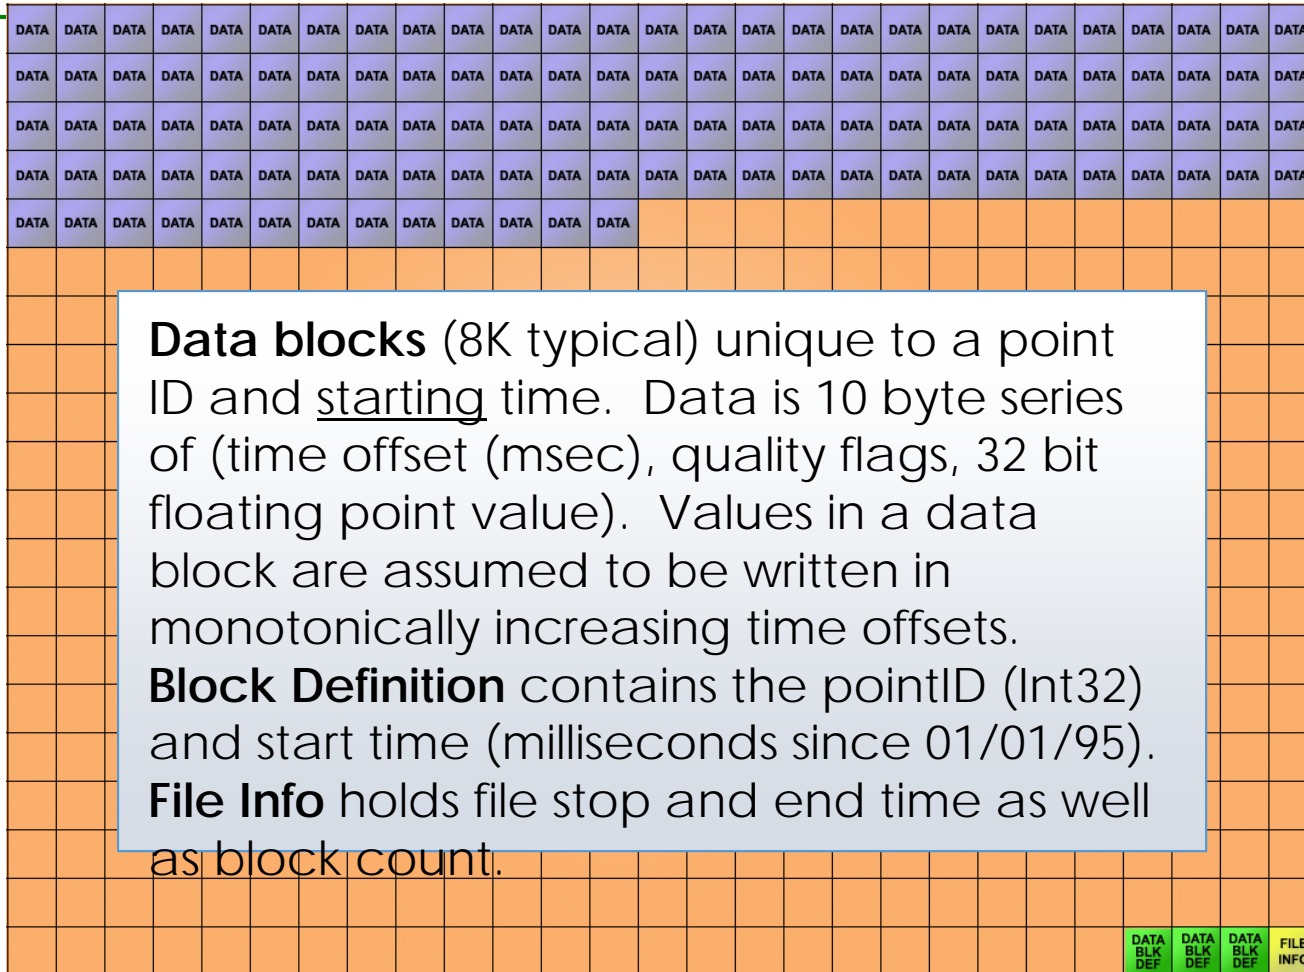 DATA DATA DATA DATA DATA DATA DATA DATA DATA DATA DATA DATA DATA DATA DATA DATA DATA DATA DATA DATA DATA DATA DATA DATA DATA DATA DATA
DATA DATA DATA DATA DATA DATA DATA DATA DATA DATA DATA DATA DATA DATA DATA DATA DATA DATA DATA DATA DATA DATA DATA DATA DATA DATA DATA
DATA DATA DATA DATA DATA DATA DATA DATA DATA DATA DATA DATA DATA DATA DATA DATA DATA DATA DATA DATA DATA DATA DATA DATA DATA DATA DATA
DATA DATA DATA DATA DATA DATA DATA DATA DATA DATA DATA DATA DATA DATA DATA DATA DATA DATA DATA DATA DATA DATA DATA DATA DATA DATA DATA
DATA DATA DATA DATA DATA DATA DATA DATA DATA DATA DATA DATA DATA
Data blocks (8K typical) unique to a point
ID and starting time. Data is 10 byte series
of (time offset (msec), quality flags, 32 bit
floating point value). Values in a data
block are assumed to be written in
monotonically increasing time offsets.
Block Definition contains the pointID (Int32)
and start time (milliseconds since 01/01/95).
File Info holds file stop and end time as well
as block count.
DATA BLK DEF
DATA BLK DEF
DATA BLK DEF
FILE INFO